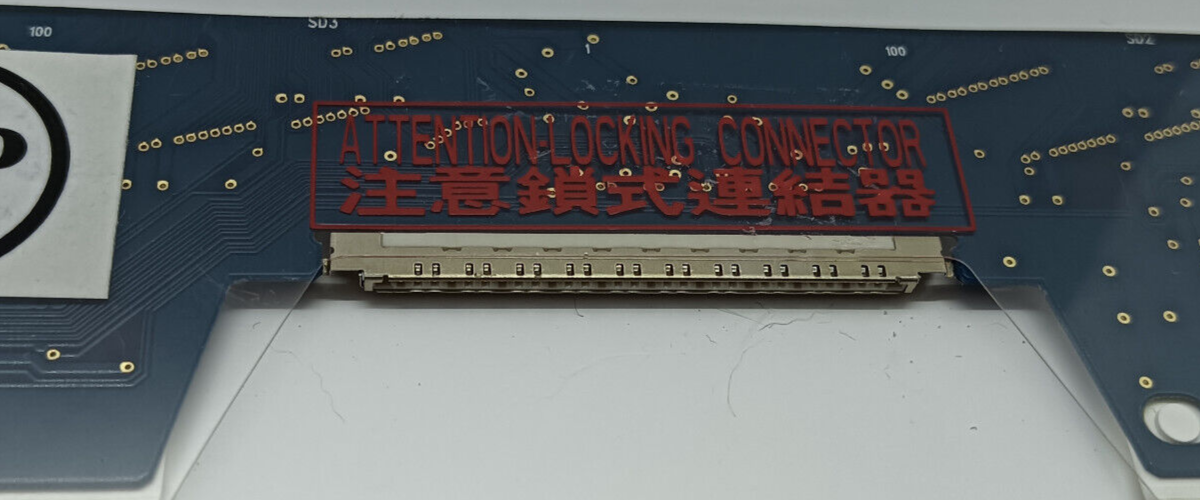 100
SD3
1
100
SD2
ATTENTION-LOCKING CONNECTOR
注意鎖式連結器